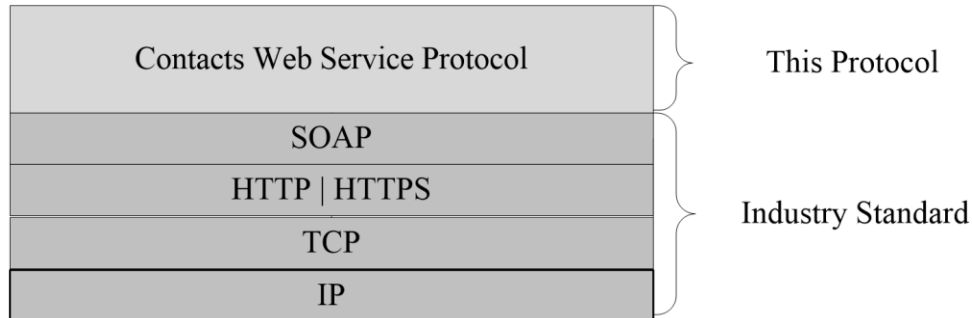 Contacts Web Service Protocol
This Protocol
SOAP
HTTP | HTTPS
Industry Standard
TCP
IP